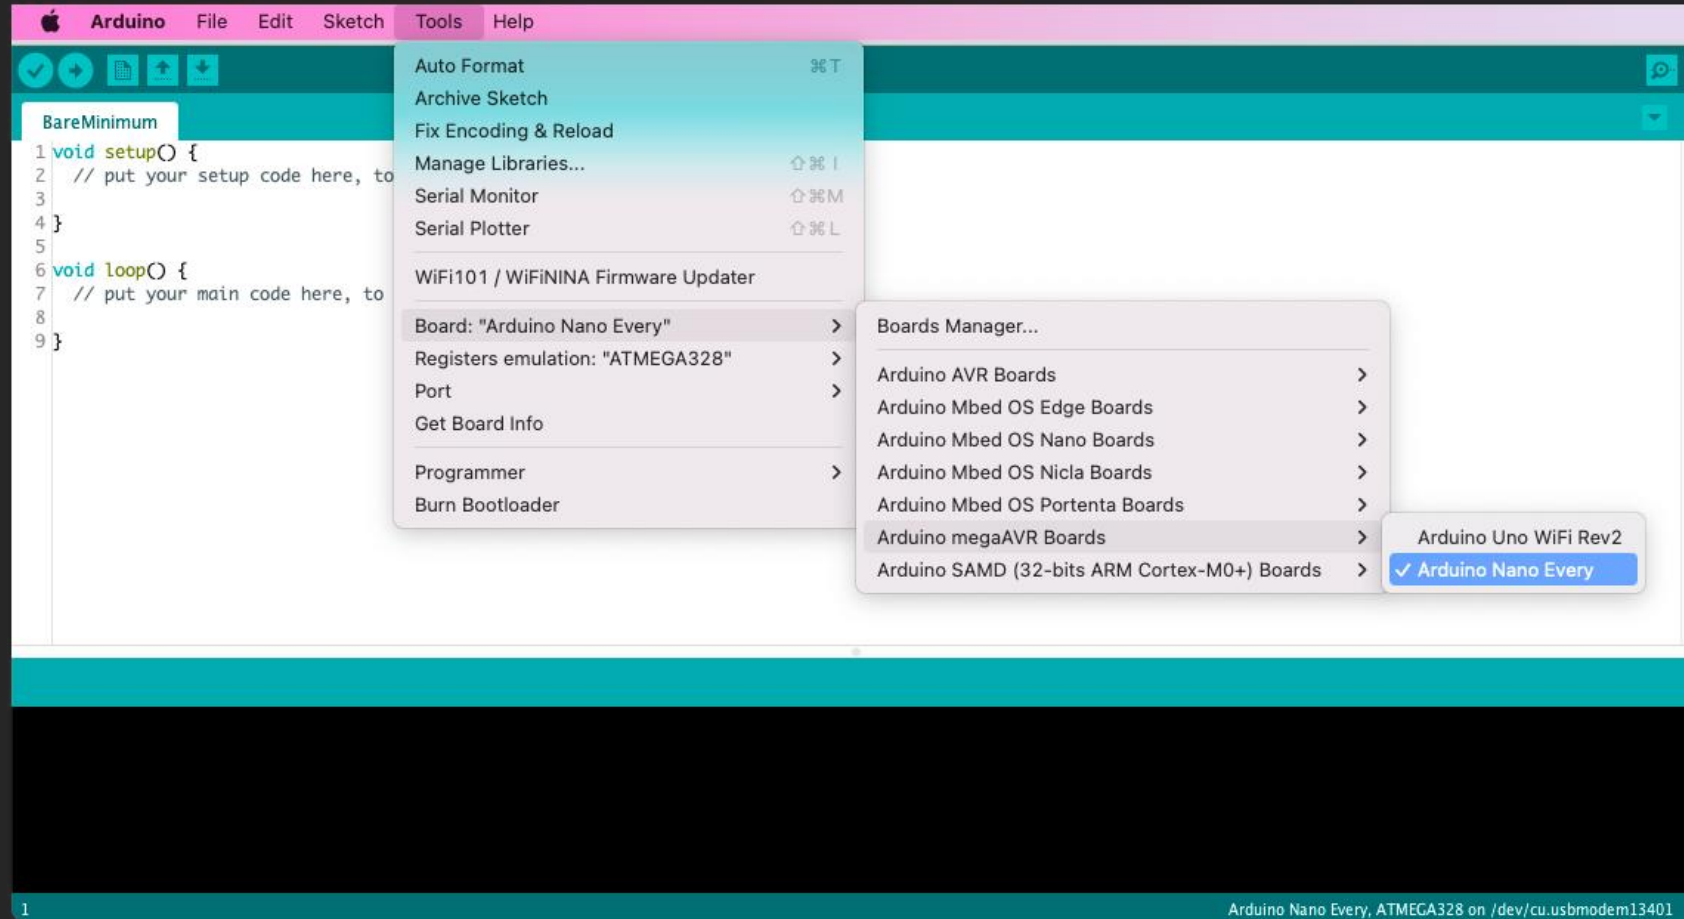 Arduino File Edit Sketch Tools Help
BareMinimum
1 void setup() {
2 // put your setup code here, to
3
4 }
5
6 void loop() {
7 // put your main code here, to
8
9 }
Auto Format ⌘T
Archive Sketch
Fix Encoding & Reload
Manage Libraries... ⇧⌘I
Serial Monitor ⇧⌘M
Serial Plotter ⇧⌘L
WiFi101 / WiFiNINA Firmware Updater
Board: "Arduino Nano Every"
Registers emulation: "ATMEGA328"
Port
Get Board Info
Programmer
Burn Bootloader
Boards Manager...
Arduino AVR Boards
Arduino Mbed OS Edge Boards
Arduino Mbed OS Nano Boards
Arduino Mbed OS Nicla Boards
Arduino Mbed OS Portenta Boards
Arduino megaAVR Boards
Arduino SAMD (32-bits ARM Cortex-M0+) Boards
Arduino Uno WiFi Rev2
✓ Arduino Nano Every
1 Arduino Nano Every, ATMEGA328 on /dev/cu.usbmodem13401